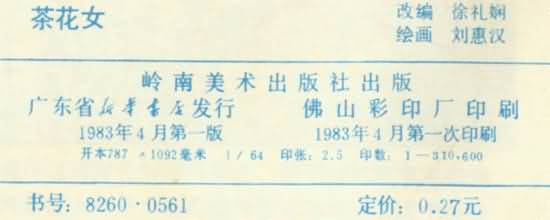 茶花女
改编 徐礼娴
绘画 刘惠汉
岭南美术出版社出版
广东省新华书店发行 佛山彩印厂印刷
1983年4月第一版 1983年4月第一次印刷
开本787×1092毫米 1/64 印张：2.5 印数：1—310,600
书号：8260·0561 定价：0.27元